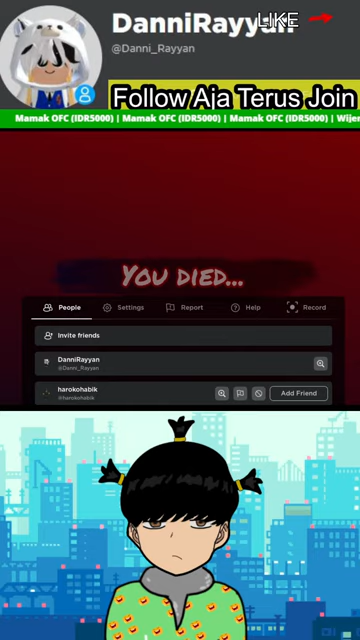 DanniRayyan
LIKE
@Danni_Rayyan
Follow Aja Terus Join
Mamak OFC (IDR5000) | Mamak OFC (IDR5000) | Mamak OFC (IDR5000) | Wijer
You died...
People Settings Report Help Record
Invite friends
DanniRayyan
@Danni_Rayyan
harokohabik
@harokohabik
Add Friend